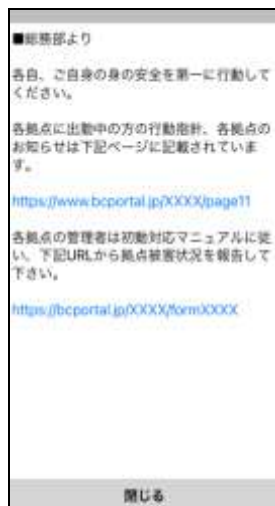 ■総務部より
各自、ご自身の身の安全を第一に行動して
ください。
各拠点に出勤中の方の行動指針、各拠点の
お知らせは下記ページに記載されていま
す。
https://www.bcportal.jp/XXXX/page11
各拠点の管理者は初動対応マニュアルに従
い、下記URLから拠点被害状況を報告して
下さい。
https://bcportal.jp/XXXX/formXXXX
閉じる